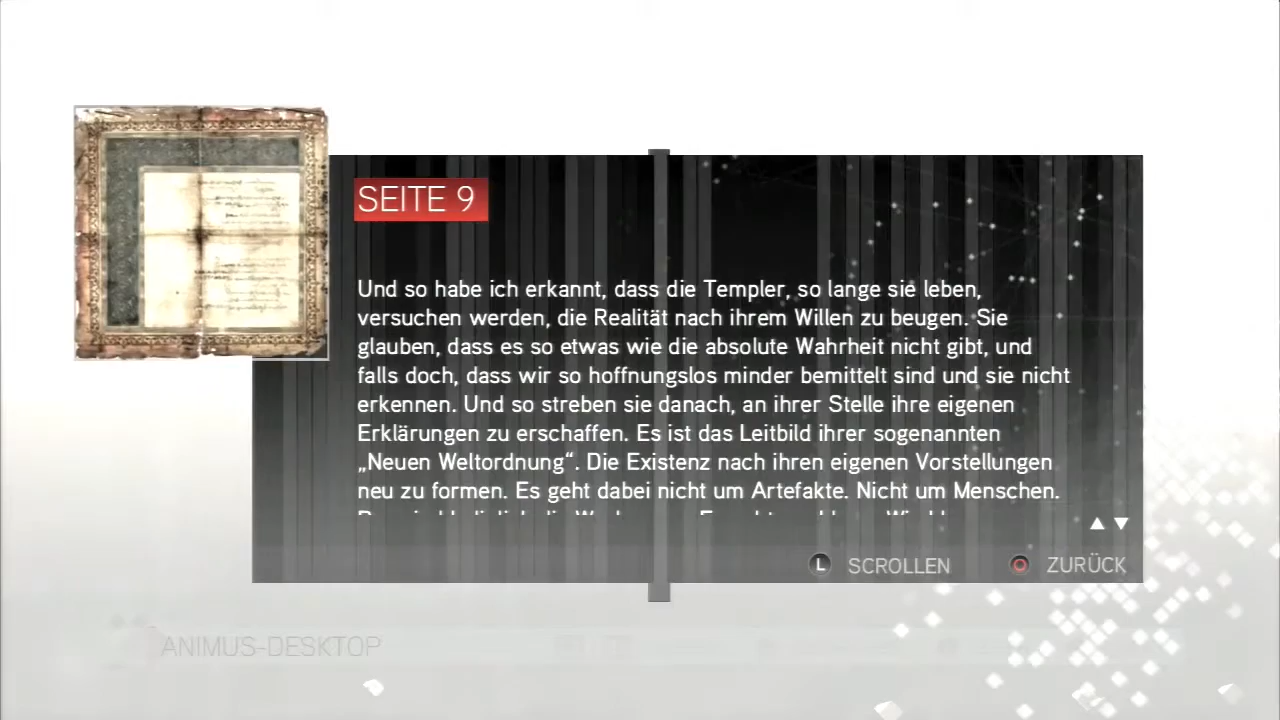 SEITE 9
Und so habe ich erkannt, dass die Templer, so lange sie leben,
versuchen werden, die Realität nach ihrem Willen zu beugen. Sie
glauben, dass es so etwas wie die absolute Wahrheit nicht gibt, und
falls doch, dass wir so hoffnungslos minder bemittelt sind und sie nicht
erkennen. Und so streben sie danach, an ihrer Stelle ihre eigenen
Erklärungen zu erschaffen. Es ist das Leitbild ihrer sogenannten
„Neuen Weltordnung“. Die Existenz nach ihren eigenen Vorstellungen
neu zu formen. Es geht dabei nicht um Artefakte. Nicht um Menschen.
L SCROLLEN
ZURÜCK
ANIMUS-DESKTOP